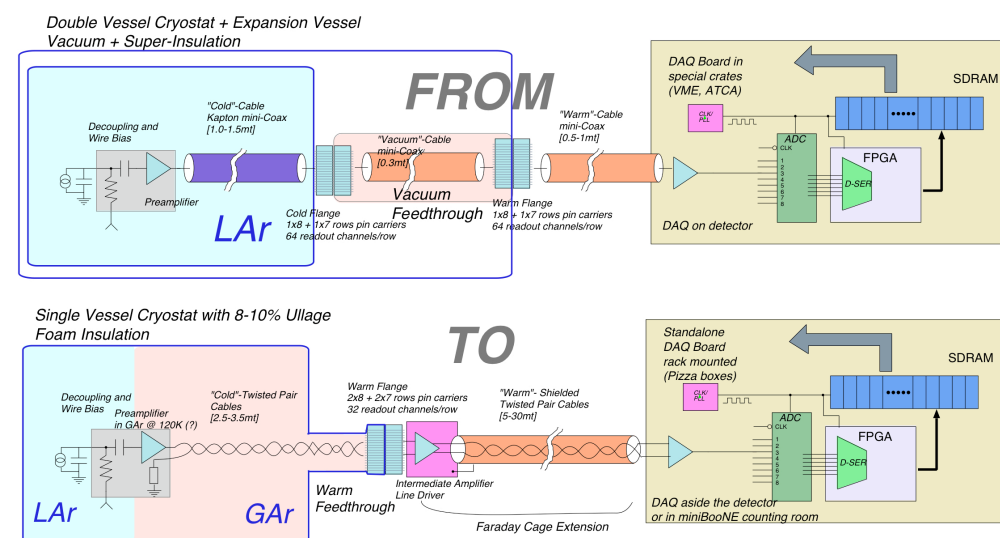 Double Vessel Cryostat + Expansion Vessel
Vacuum + Super-Insulation
FROM
DAQ Board in
special crates
(VME, ATCA)
SDRAM
CLK/
PLL
"Cold"-Cable
Kapton mini-Coax
[1.0-1.5mt]
"Warm"-Cable
mini-Coax
[0.5-1mt]
Decoupling and
Wire Bias
"Vacuum"-Cable
mini-Coax
[0.3mt]
ADC
CLK
1
2
3
4
5
6
7
8
FPGA
D-SER
Preamplifier
Vacuum
Feedthrough
LAr
Cold Flange
1x8 + 1x7 rows pin carriers
64 readout channels/row
Warm Flange
1x8 + 1x7 rows pin carriers
64 readout channels/row
DAQ on detector
Single Vessel Cryostat with 8-10% Ullage
Foam Insulation
TO
Standalone
DAQ Board
rack mounted
(Pizza boxes)
SDRAM
CLK/
PLL
Decoupling and
Wire Bias
Preamplifier
in GAr @ 120K (?)
"Cold"-Twisted Pair
Cables
[2.5-3.5mt]
Warm Flange
2x8 + 2x7 rows pin carriers
32 readout channels/row
"Warm"- Shielded
Twisted Pair Cables
[5-30mt]
ADC
CLK
1
2
3
4
5
6
7
8
FPGA
D-SER
LAr
GAr
Warm
Feedthrough
Intermediate Amplifier
Line Driver
Faraday Cage Extension
DAQ aside the detector
or in miniBooNE counting room